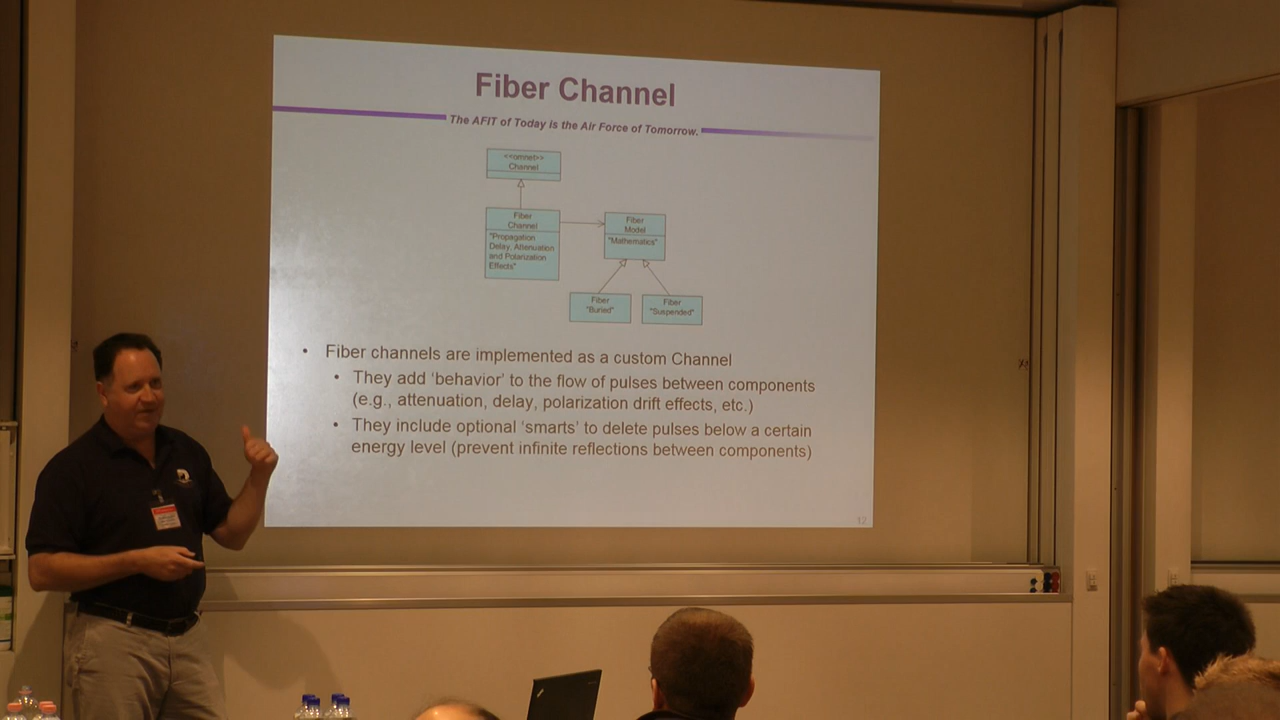 Fiber Channel
The AFIT of Today is the Air Force of Tomorrow.
<<omnet>>
Channel
Fiber
Channel
"Propagation
Delay, Attenuation
and Polarization
Effects"
Fiber
Model
"Mathematics"
Fiber
"Buried"
Fiber
"Suspended"
• Fiber channels are implemented as a custom Channel
• They add ‘behavior’ to the flow of pulses between components
(e.g., attenuation, delay, polarization drift effects, etc.)
• They include optional ‘smarts’ to delete pulses below a certain
energy level (prevent infinite reflections between components)
12